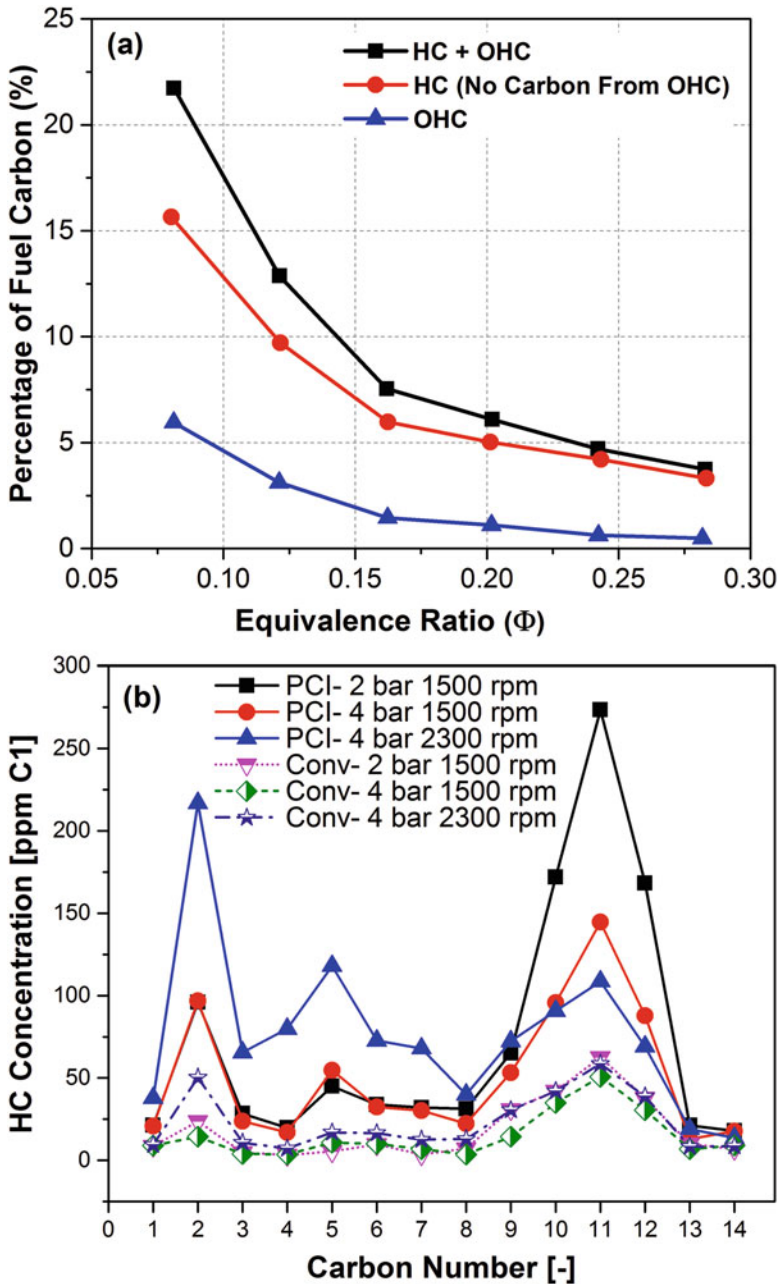 (a)
HC + OHC
HC (No Carbon From OHC)
OHC
25
20
15
10
5
0
Percentage of Fuel Carbon (%)
0.05 0.10 0.15 0.20 0.25 0.30
Equivalence Ratio (Φ)
(b)
PCI- 2 bar 1500 rpm
PCI- 4 bar 1500 rpm
PCI- 4 bar 2300 rpm
Conv- 2 bar 1500 rpm
Conv- 4 bar 1500 rpm
Conv- 4 bar 2300 rpm
300
250
200
150
100
50
0
HC Concentration [ppm C1]
0 1 2 3 4 5 6 7 8 9 10 11 12 13 14
Carbon Number [-]